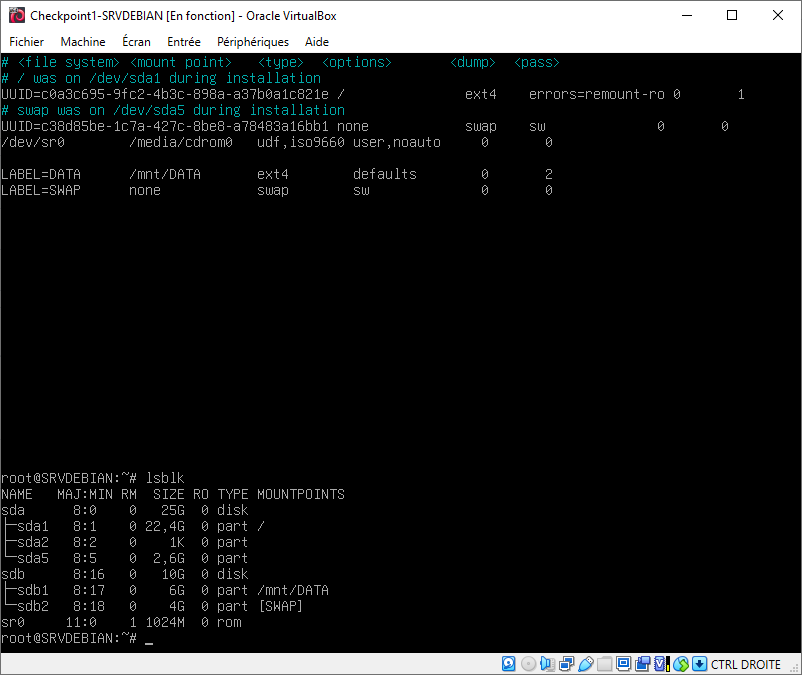 Checkpoint1-SRVDEBIAN [En fonction] - Oracle VirtualBox
Fichier Machine Écran Entrée Périphériques Aide
# <file system> <mount point>   <type>  <options>       <dump>  <pass>
# / was on /dev/sda1 during installation
UUID=c0a3c695-9fc2-4b3c-898a-a37b0a1c821e /               ext4    errors=remount-ro 0       1
# swap was on /dev/sda5 during installation
UUID=c38d85be-1c7a-427c-8be8-a78483a16bb1 none            swap    sw              0       0
/dev/sr0        /media/cdrom0   udf,iso9660 user,noauto     0       0
LABEL=DATA      /mnt/DATA       ext4        defaults        0       2
LABEL=SWAP      none            swap        sw              0       0
root@SRVDEBIAN:~# lsblk
NAME   MAJ:MIN RM  SIZE RO TYPE MOUNTPOINTS
sda      8:0    0   25G  0 disk
├─sda1   8:1    0 22,4G  0 part /
├─sda2   8:2    0    1K  0 part
└─sda5   8:5    0  2,6G  0 part
sdb      8:16   0   10G  0 disk
├─sdb1   8:17   0    6G  0 part /mnt/DATA
└─sdb2   8:18   0    4G  0 part [SWAP]
sr0     11:0    1 1024M  0 rom
root@SRVDEBIAN:~# _
CTRL DROITE